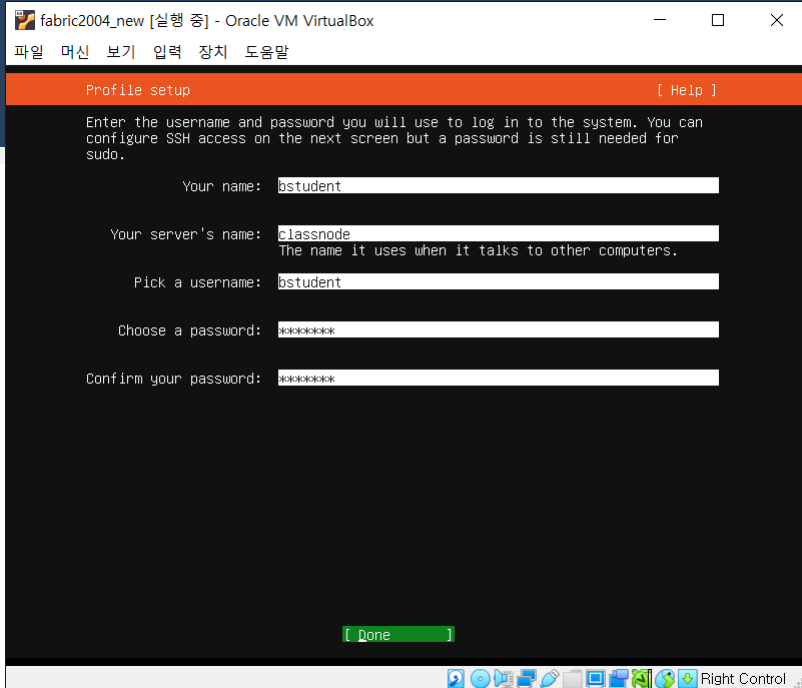 fabric2004_new [실행 중] - Oracle VM VirtualBox
파일 머신 보기 입력 장치 도움말
Profile setup [ Help ]
Enter the username and password you will use to log in to the system. You can
configure SSH access on the next screen but a password is still needed for
sudo.
Your name: bstudent
Your server's name: classnode
The name it uses when it talks to other computers.
Pick a username: bstudent
Choose a password: *******
Confirm your password: *******
[ Done ]
Right Control